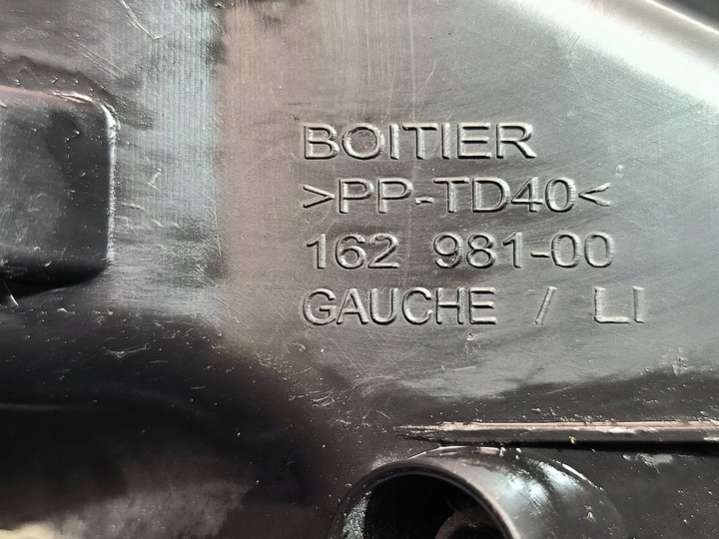 BOITIER
>PP-TD40<
162 981-00
GAUCHE / LI